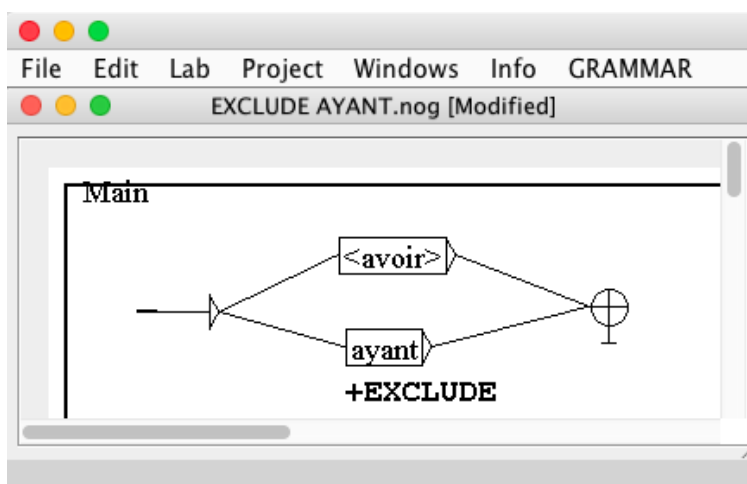 File Edit Lab Project Windows Info GRAMMAR
EXCLUDE AYANT.nog [Modified]
Main
<avoir>
ayant
+EXCLUDE